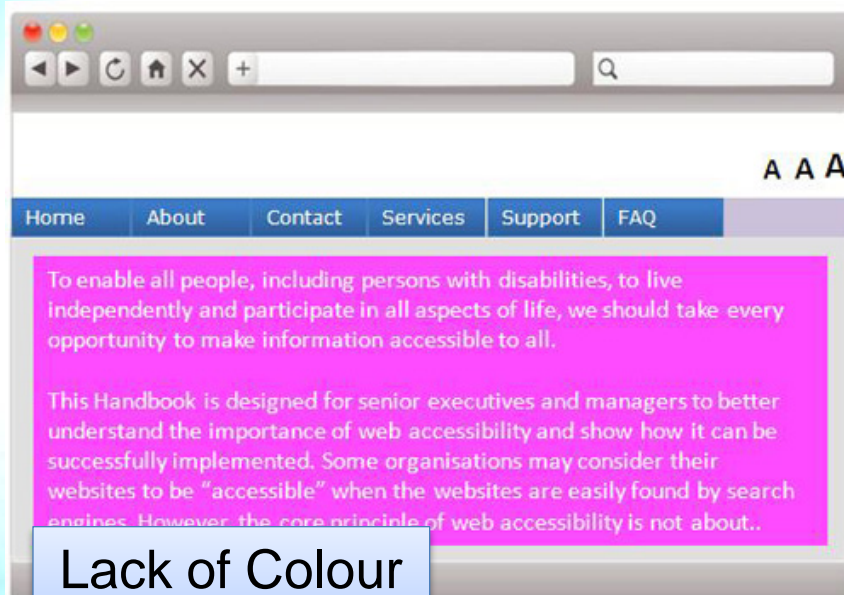 A A A
Home About Contact Services Support FAQ
To enable all people, including persons with disabilities, to live
independently and participate in all aspects of life, we should take every
opportunity to make information accessible to all.
This Handbook is designed for senior executives and managers to better
understand the importance of web accessibility and show how it can be
successfully implemented. Some organisations may consider their
websites to be “accessible” when the websites are easily found by search
engines. However, the core principle of web accessibility is not about..
Lack of Colour